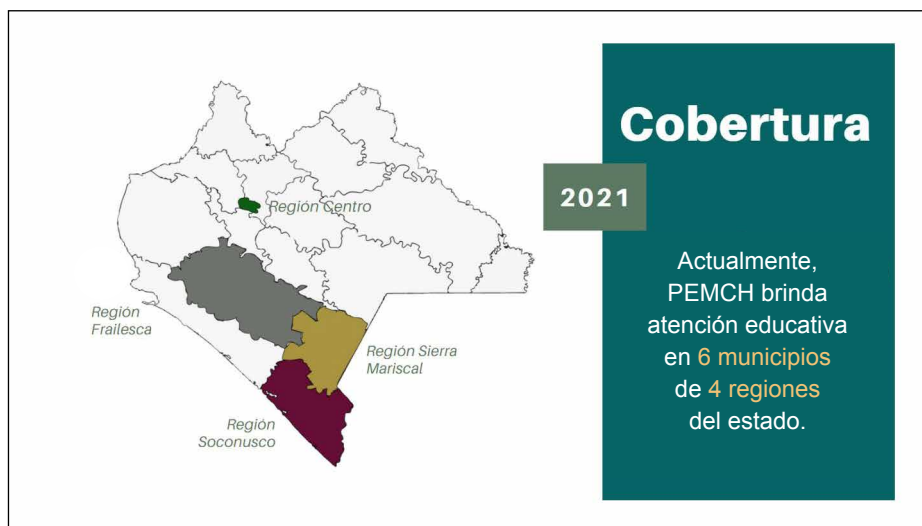 Cobertura
2021
Actualmente,
PEMCH brinda
atención educativa
en 6 municipios
de 4 regiones
del estado.
Región Centro
Región
Frailesca
Región Sierra
Mariscal
Región
Soconusco